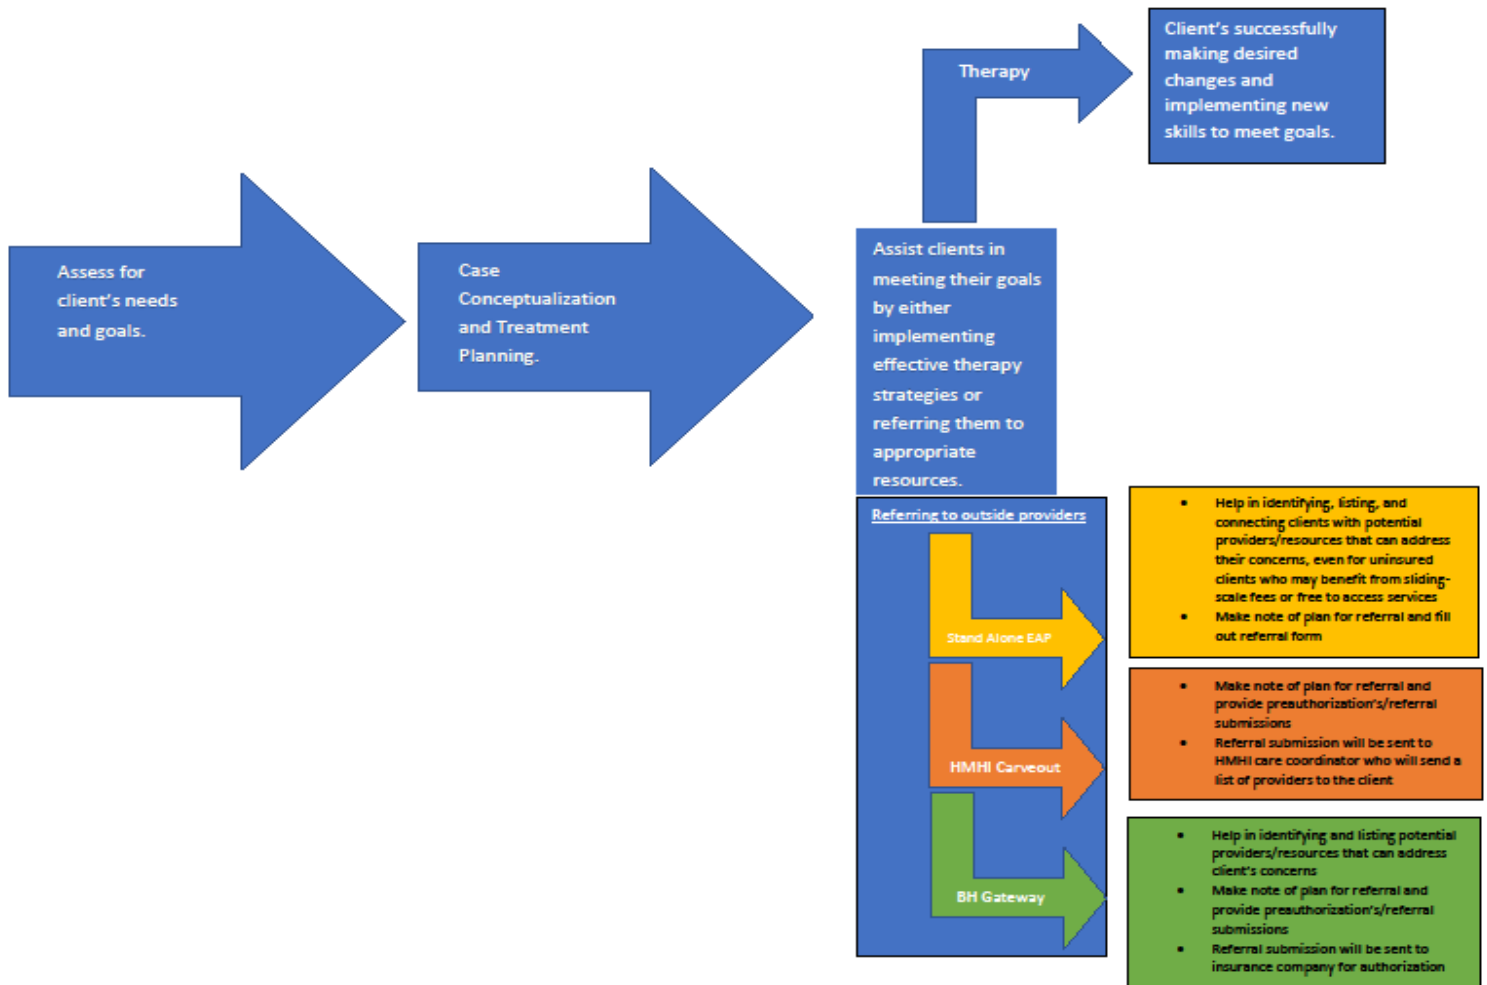 Assess for
client's needs
and goals.
Case
Conceptualization
and Treatment
Planning.
Therapy
Client's successfully
making desired
changes and
implementing new
skills to meet goals.
Assist clients in
meeting their goals
by either
implementing
effective therapy
strategies or
referring them to
appropriate
resources.
Referring to outside providers
Stand Alone EAP
• Help in identifying, listing, and
connecting clients with potential
providers/resources that can address
their concerns, even for uninsured
clients who may benefit from sliding-
scale fees or free to access services
• Make note of plan for referral and fill
out referral form
HMHI Carveout
• Make note of plan for referral and
provide preauthorization's/referral
submissions
• Referral submission will be sent to
HMHI care coordinator who will send a
list of providers to the client
BH Gateway
• Help in identifying and listing potential
providers/resources that can address
client's concerns
• Make note of plan for referral and
provide preauthorization's/referral
submissions
• Referral submission will be sent to
insurance company for authorization